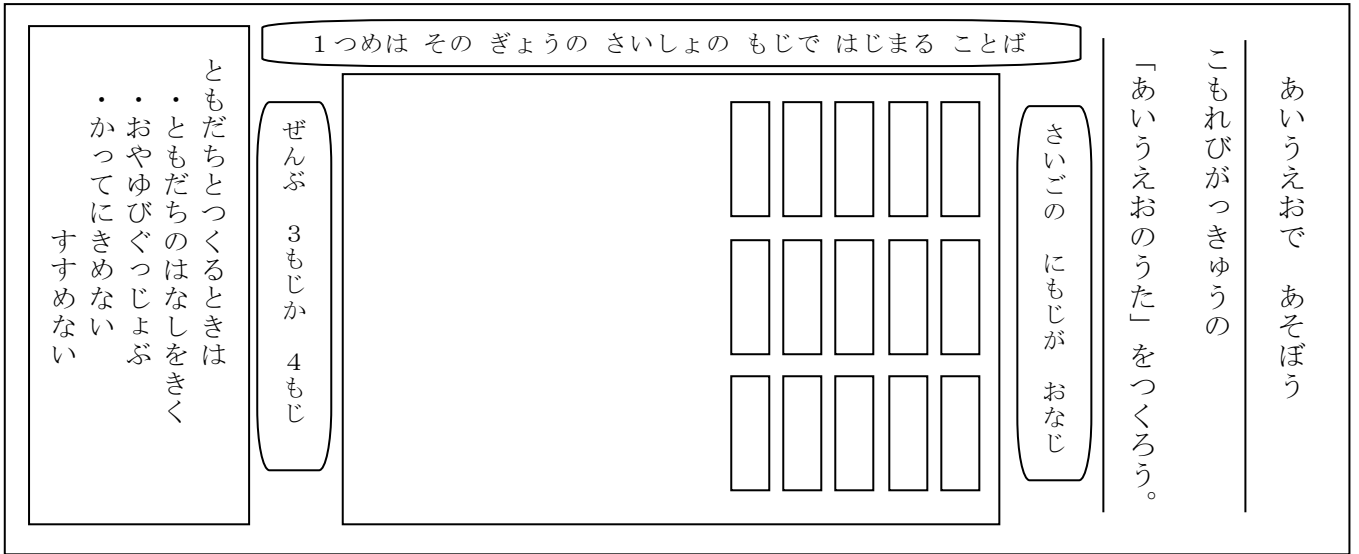 あいうえおで　あそぼう
こもれびがっきゅうの
「あいうえおのうた」をつくろう。
さいごの　にもじが　おなじ
１つめは その ぎょうの さいしょの もじで はじまる ことば
ぜんぶ　３もじか　４もじ
ともだちとつくるときは
・ともだちのはなしをきく
・おやゆびぐっじょぶ
・かってにきめない
すすめない